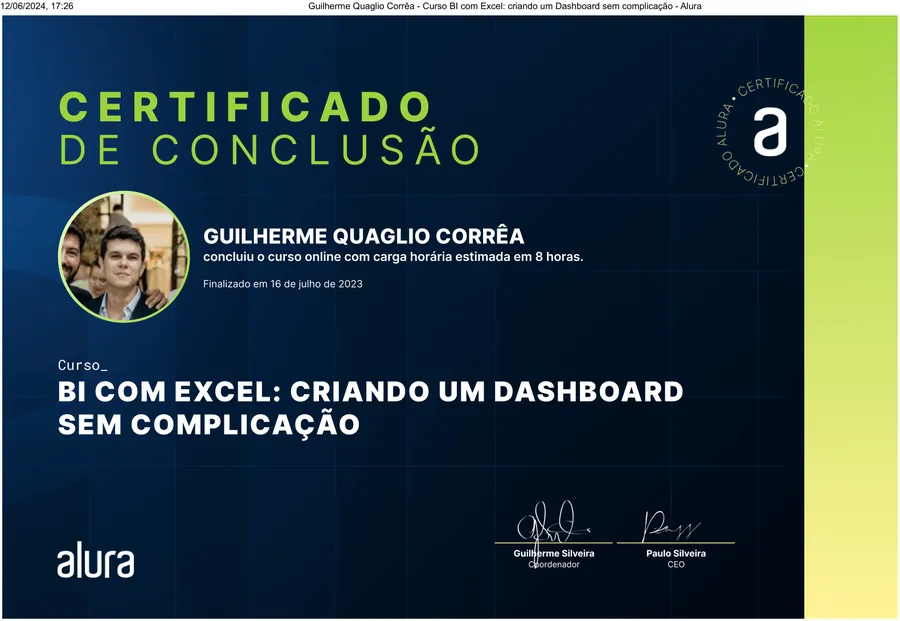 12/06/2024, 17:26
Guilherme Quaglio Corrêa - Curso BI com Excel: criando um Dashboard sem complicação - Alura
CERTIFICADO
DE CONCLUSÃO
CERTIFICADO ALURA • CERTIFICADO ALURA •
a
GUILHERME QUAGLIO CORRÊA
concluiu o curso online com carga horária estimada em 8 horas.
Finalizado em 16 de julho de 2023
Curso_
BI COM EXCEL: CRIANDO UM DASHBOARD
SEM COMPLICAÇÃO
alura
Guilherme Silveira
Coordenador
Paulo Silveira
CEO